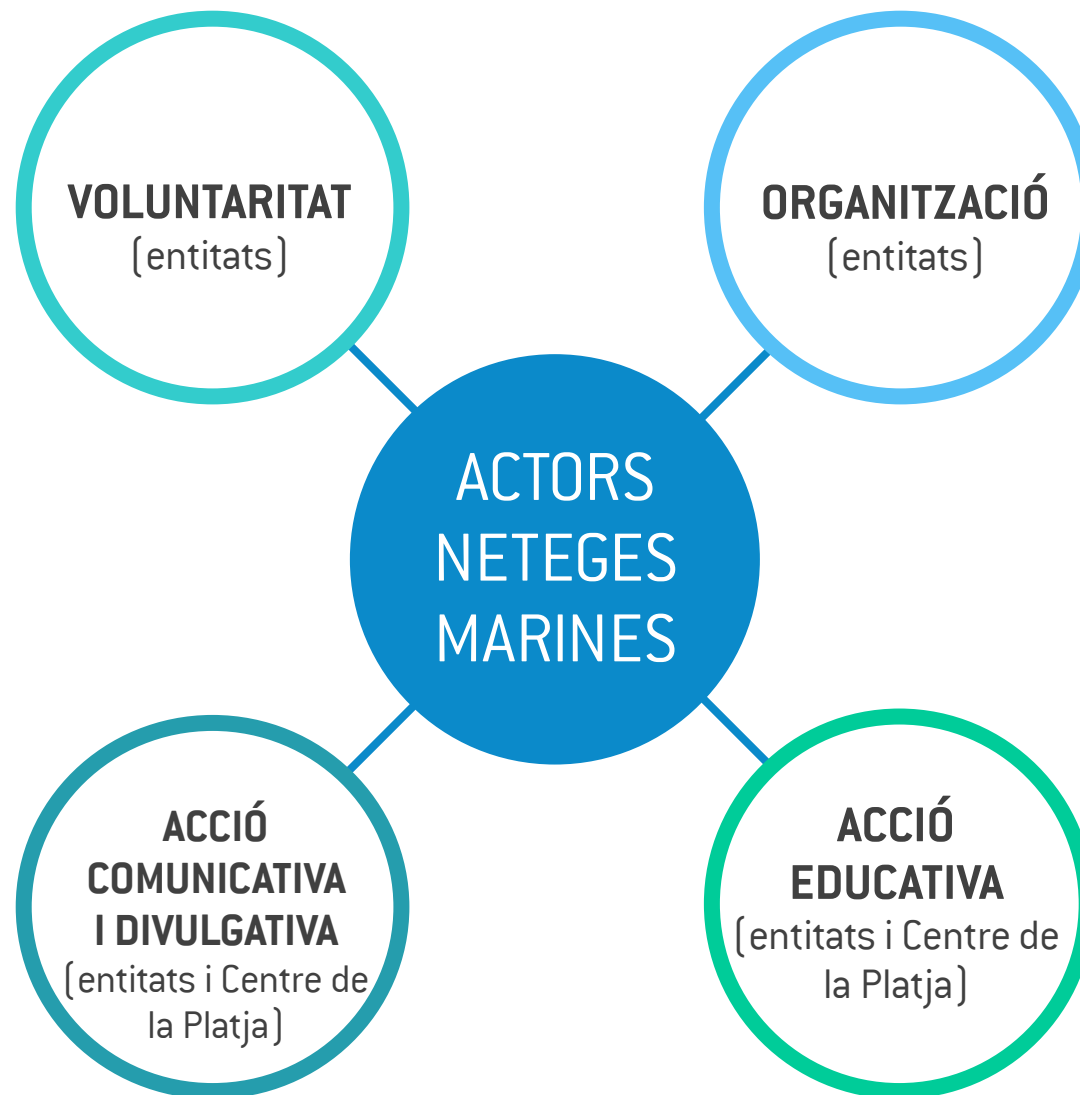 VOLUNTARITAT
(entitats)
ORGANITZACIÓ
(entitats)
ACTORS
NETEGES
MARINES
ACCIÓ
COMUNICATIVA
I DIVULGATIVA
(entitats i Centre de
la Platja)
ACCIÓ
EDUCATIVA
(entitats i Centre de
la Platja)